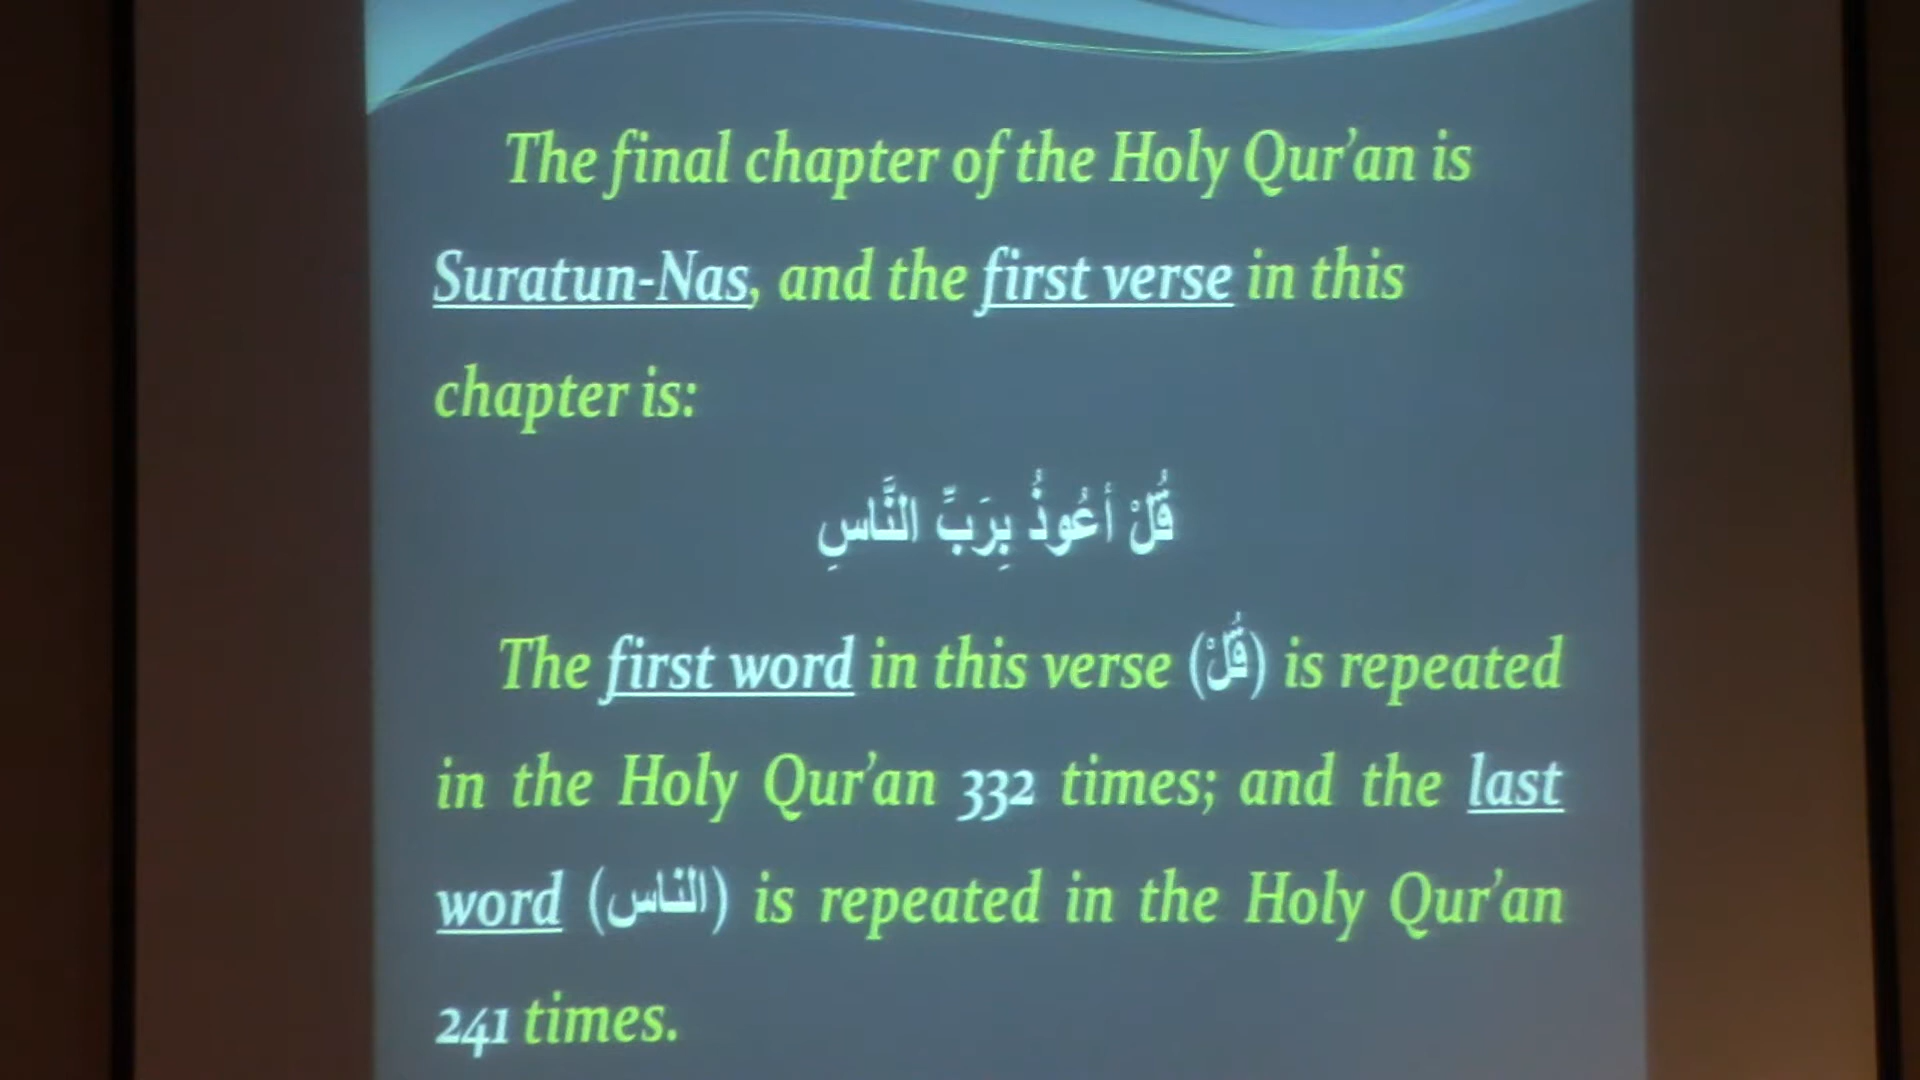 The final chapter of the Holy Qur’an is
Suratun-Nas, and the first verse in this
chapter is:
قُلْ أَعُوذُ بِرَبِّ النَّاسِ
The first word in this verse (قُلْ) is repeated
in the Holy Qur’an 332 times; and the last
word (الناس) is repeated in the Holy Qur’an
241 times.